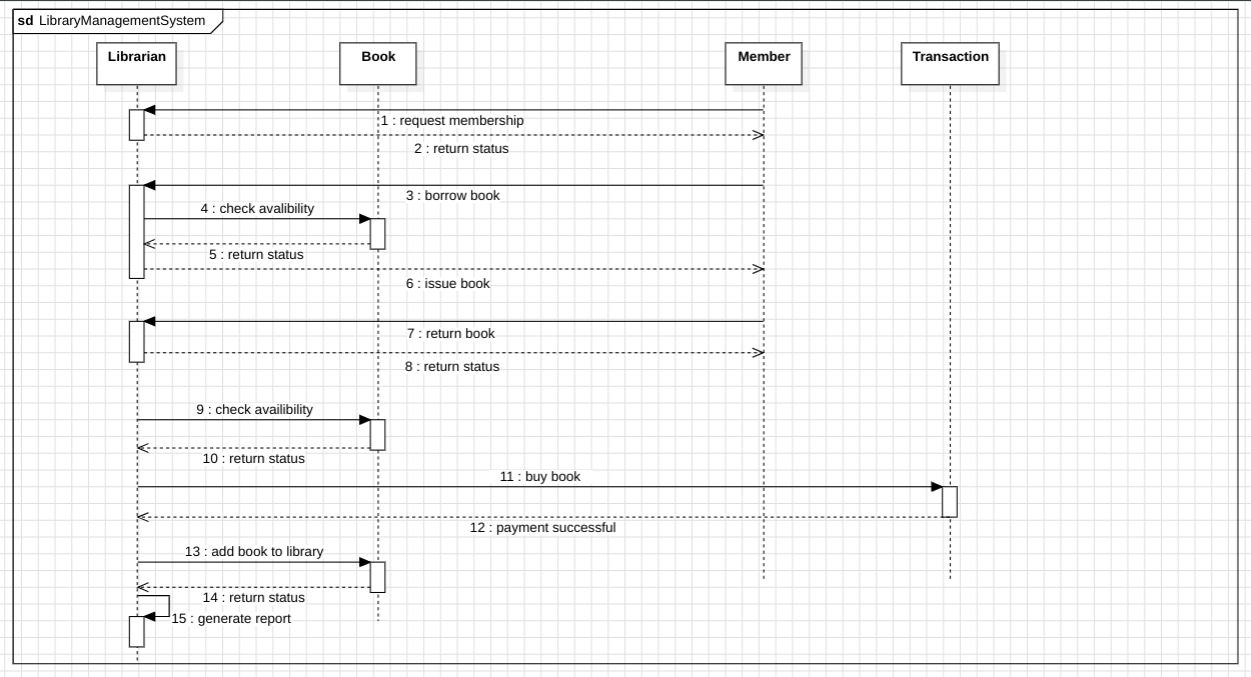 sd LibraryManagementSystem
Librarian
Book
Member
Transaction
1 : request membership
2 : return status
3 : borrow book
4 : check avalibility
5 : return status
6 : issue book
7 : return book
8 : return status
9 : check availibility
10 : return status
11 : buy book
12 : payment successful
13 : add book to library
14 : return status
15 : generate report